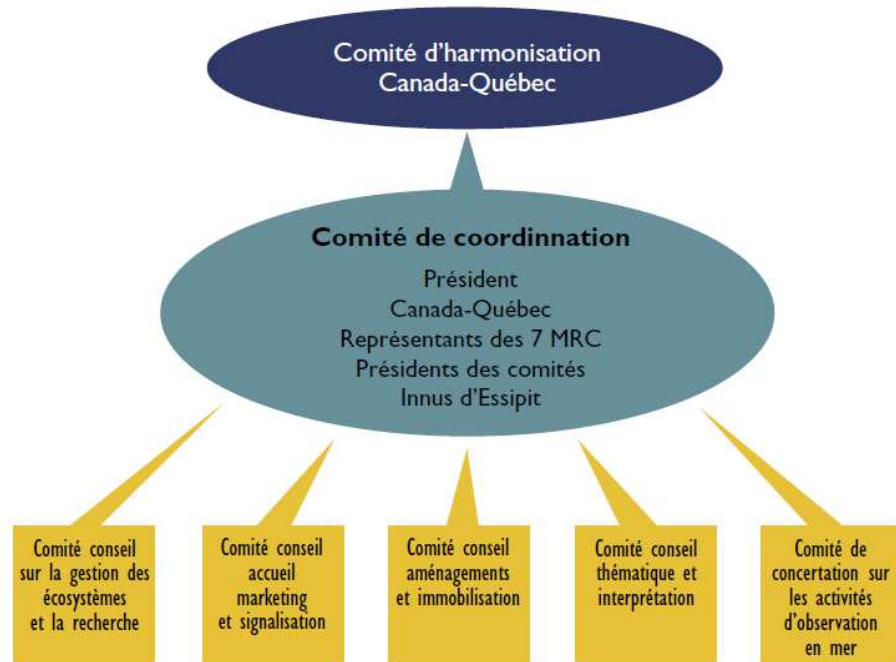 Comité d'harmonisation
Canada-Québec
Comité de coordinnation
Président
Canada-Québec
Représentants des 7 MRC
Présidents des comités
Innus d'Essipit
Comité conseil
sur la gestion des
écosystèmes
et la recherche
Comité conseil
accueil
marketing
et signalisation
Comité conseil
aménagements
et immobilisation
Comité conseil
thématique et
interprétation
Comité de
concertation sur
les activités
d'observation
en mer